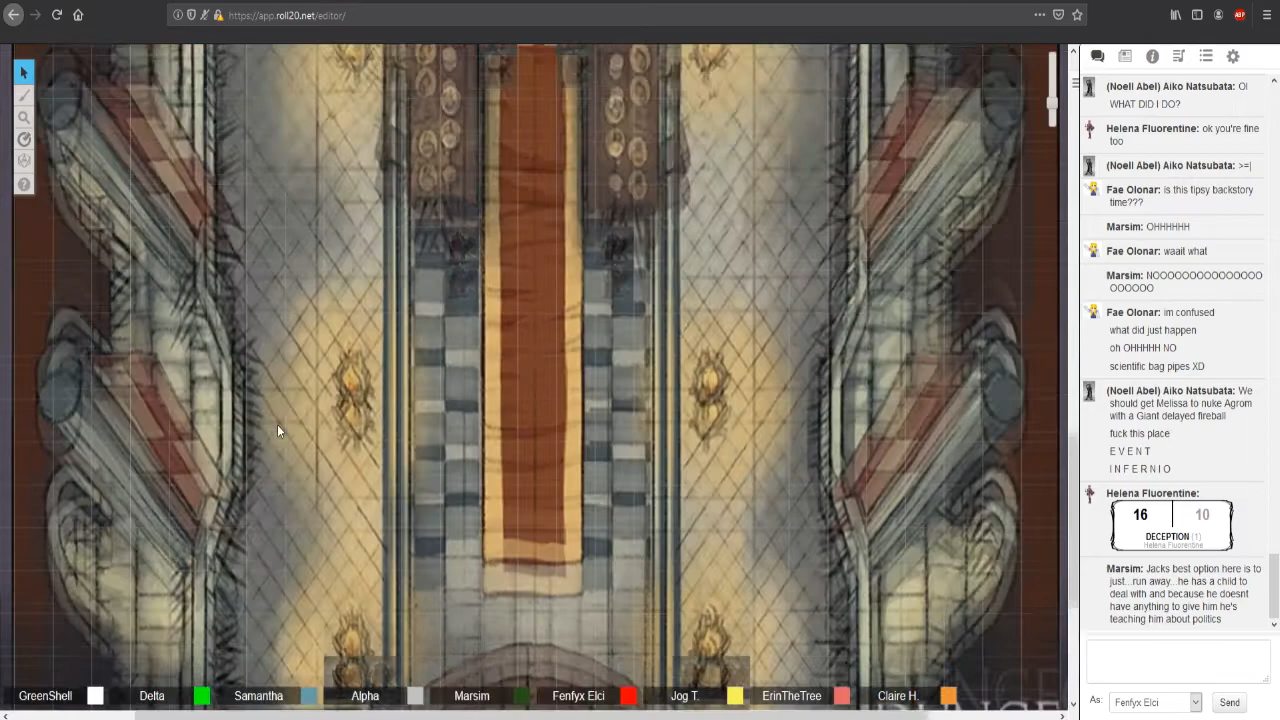 https://app.roll20.net/editor/
ABP
(Noell Abel) Aiko Natsubata: OI
WHAT DID I DO?
Helena Fluorentine: ok you're fine
too
(Noell Abel) Aiko Natsubata: >=|
Fae Olonar: is this tipsy backstory
time???
Marsim: OHHHHHH
Fae Olonar: waail what
Marsim: NOOOOOOOOOOOOOOO
OOOOOO
Fae Olonar: im confused
what did just happen
oh OHHHHH NO
scientific bag pipes XD
(Noell Abel) Aiko Natsubata: We
should get Melissa to nuke Agrom
with a Giant delayed fireball
fuck this place
E V E N T
I N F E R N I O
Helena Fluorentine:
16 10
DECEPTION (1)
Helena Fluorentine
Marsim: Jacks best option here is to
just...run away...he has a child to
deal with and because he doesnt
have anything to give him he's
teaching him about politics
As: Fenfyx Elci Send
GreenShell Delta Samantha Alpha Marsim Fenfyx Elci Jog T. ErinTheTree Claire H.